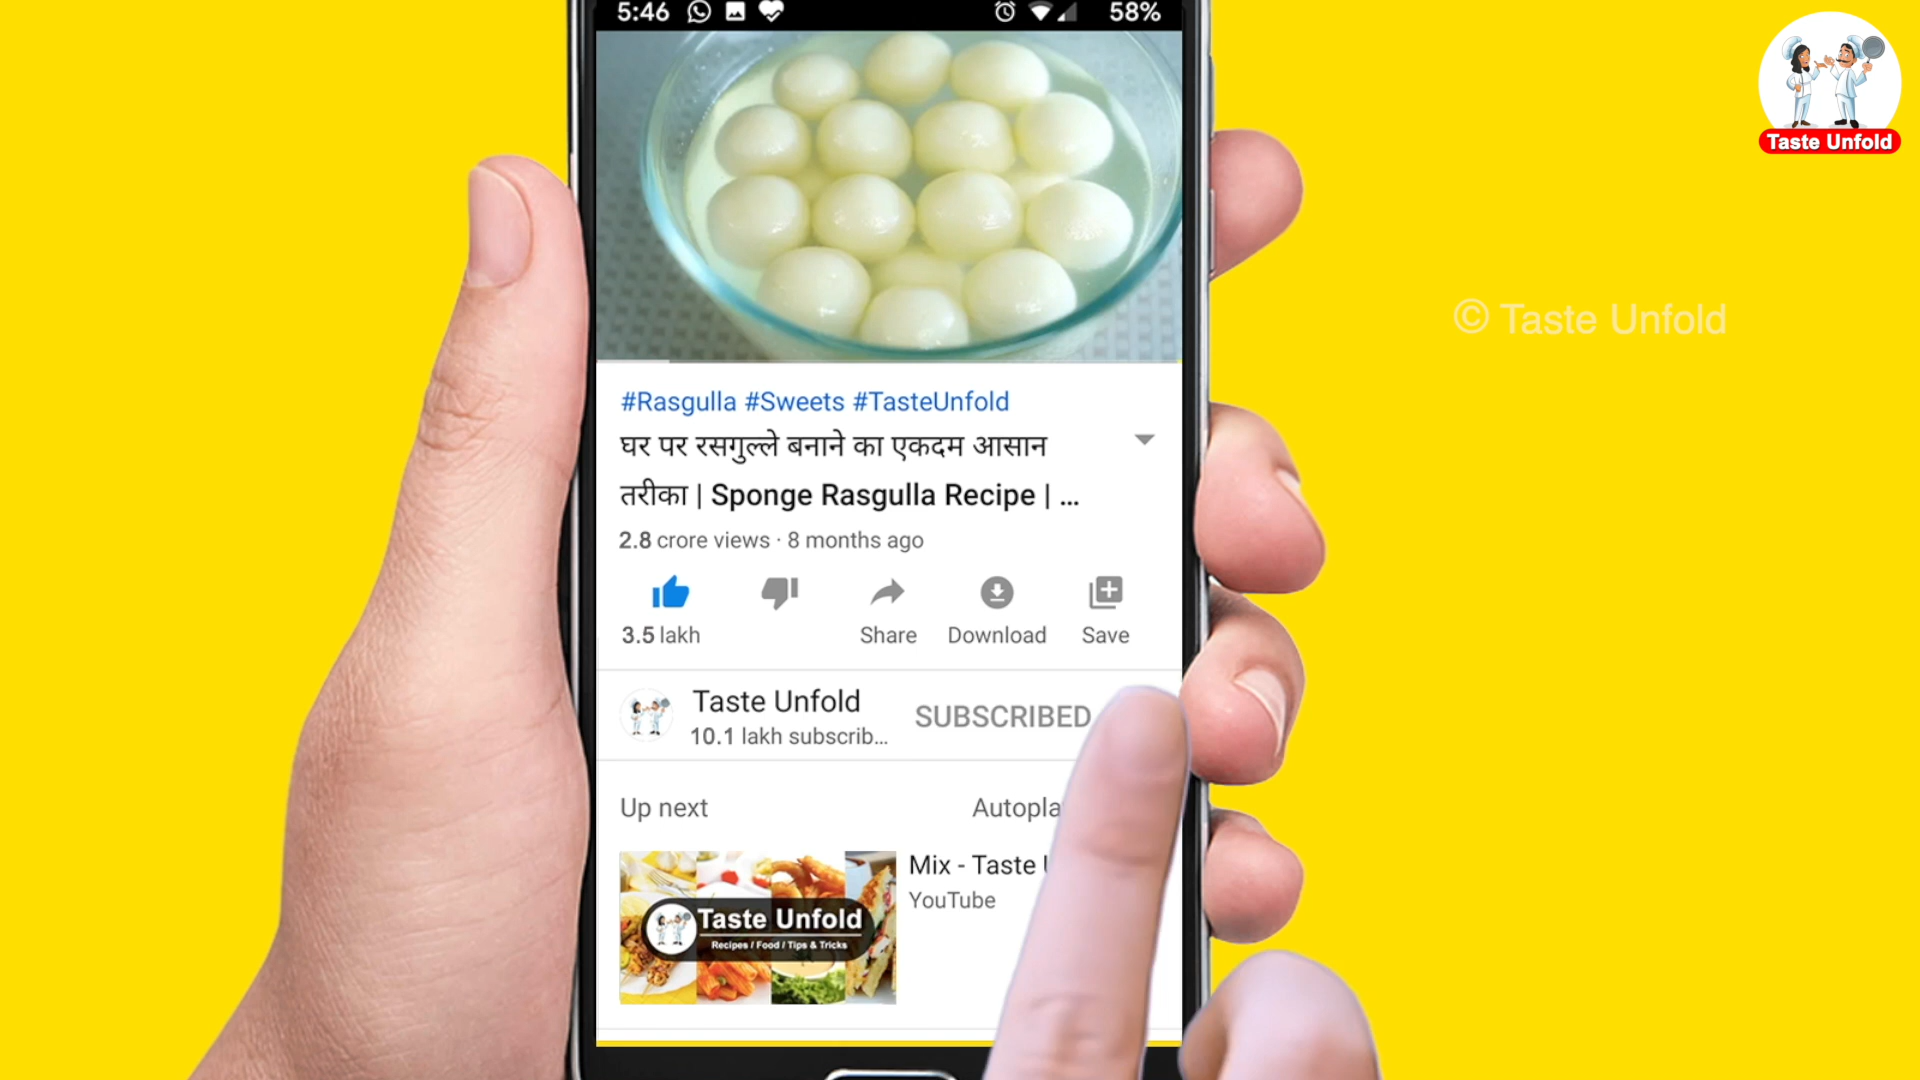 5:46 58%
Taste Unfold
© Taste Unfold
#Rasgulla #Sweets #TasteUnfold
घर पर रसगुल्ले बनाने का एकदम आसान
तरीका | Sponge Rasgulla Recipe | ...
2.8 crore views · 8 months ago
3.5 lakh Share Download Save
Taste Unfold
10.1 lakh subscrib...
SUBSCRIBED
Up next Autopla
Mix - Taste
YouTube
Taste Unfold
Recipes / Food / Tips & Tricks